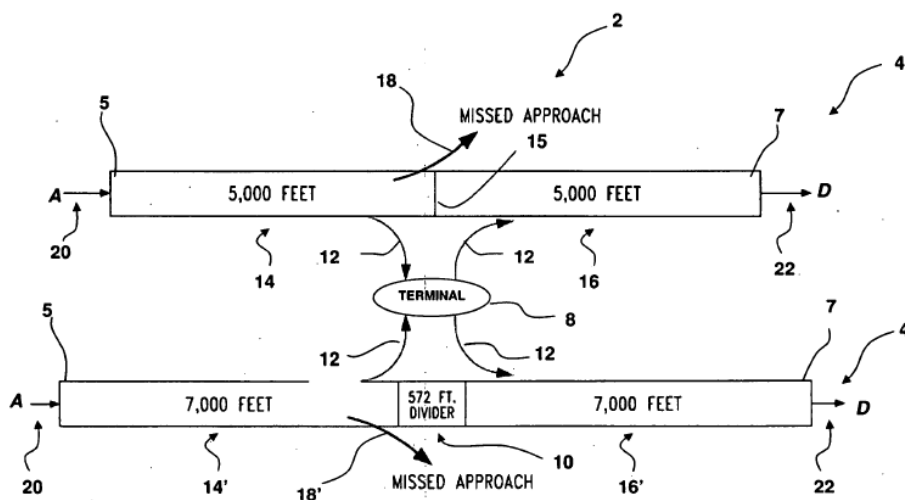 2
4
18
MISSED APPROACH
5
15
7
5,000 FEET
5,000 FEET
A
D
20
14
12
12
16
22
TERMINAL
8
5
12
12
7
4
A
7,000 FEET
572 FT.
DIVIDER
7,000 FEET
D
20
14'
18'
10
16'
22
MISSED APPROACH